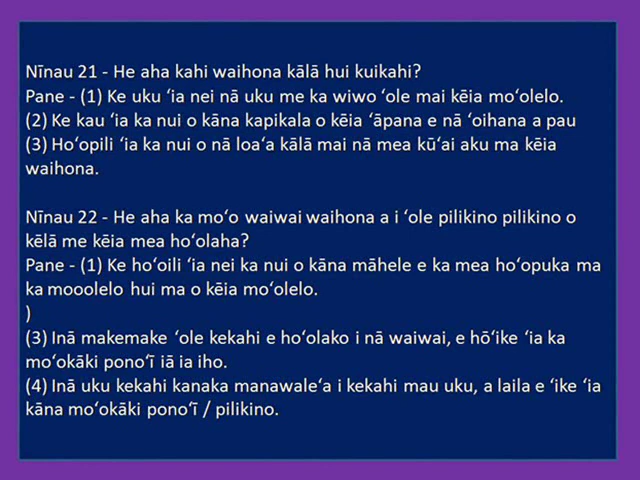 Nīnau 21 - He aha kahi waihona kālā hui kuikahi?
Pane - (1) Ke uku ʻia nei nā uku me ka wiwo ʻole mai kēia moʻolelo.
(2) Ke kau ʻia ka nui o kāna kapikala o kēia ʻāpana e nā ʻoihana a pau
(3) Hoʻopili ʻia ka nui o nā loaʻa kālā mai nā mea kūʻai aku ma kēia
waihona.
Nīnau 22 - He aha ka moʻo waiwai waihona a i ʻole pilikino pilikino o
kēlā me kēia mea hoʻolaha?
Pane - (1) Ke hoʻoili ʻia nei ka nui o kāna māhele e ka mea hoʻopuka ma
ka mooolelo hui ma o kēia moʻolelo.
)
(3) Inā makemake ʻole kekahi e hoʻolako i nā waiwai, e hōʻike ʻia ka
moʻokāki ponoʻī iā ia iho.
(4) Inā uku kekahi kanaka manawaleʻa i kekahi mau uku, a laila e ʻike ʻia
kāna moʻokāki ponoʻī / pilikino.